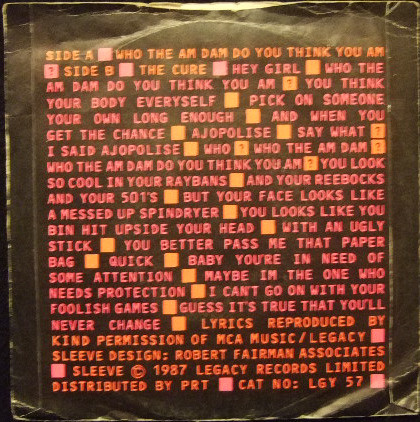 SIDE A WHO THE AM DAM DO YOU THINK YOU AM
? SIDE B THE CURE HEY GIRL WHO THE
AM DAM DO YOU THINK YOU AM ? YOU THINK
YOUR BODY EVERYSELF PICK ON SOMEONE
YOUR OWN LONG ENOUGH AND WHEN YOU
GET THE CHANCE AJOPOLISE SAY WHAT ?
I SAID AJOPOLISE WHO ? WHO THE AM DAM ?
WHO THE AM DAM DO YOU THINK YOU AM ? YOU LOOK
SO COOL IN YOUR RAYBANS AND YOUR REEBOCKS
AND YOUR 501'S BUT YOUR FACE LOOKS LIKE
A MESSED UP SPINDRYER YOU LOOKS LIKE YOU
BIN HIT UPSIDE YOUR HEAD WITH AN UGLY
STICK YOU BETTER PASS ME THAT PAPER
BAG QUICK BABY YOU'RE IN NEED OF
SOME ATTENTION MAYBE IM THE ONE WHO
NEEDS PROTECTION I CAN'T GO ON WITH YOUR
FOOLISH GAMES GUESS IT'S TRUE THAT YOU'LL
NEVER CHANGE LYRICS REPRODUCED BY
KIND PERMISSION OF MCA MUSIC/LEGACY
SLEEVE DESIGN: ROBERT FAIRMAN ASSOCIATES
SLEEVE © 1987 LEGACY RECORDS LIMITED
DISTRIBUTED BY PRT CAT NO: LGY 57